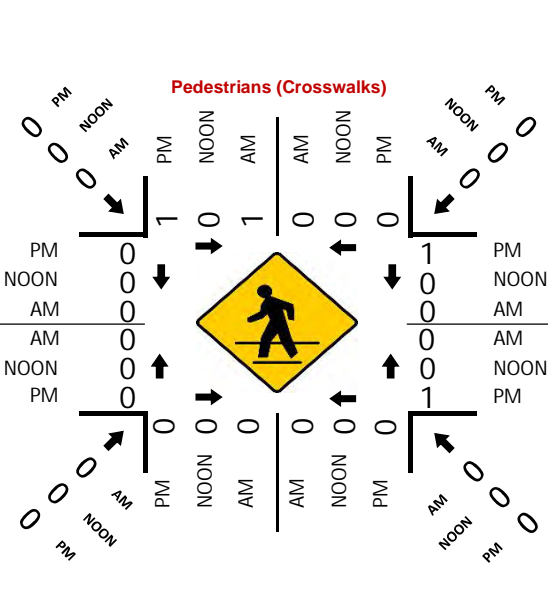 Pedestrians (Crosswalks)
PM NOON AM
0 0 0
PM NOON AM AM NOON PM
1 0 1 0 0 0
PM NOON AM
0 0 0
PM 0 1 PM
NOON 0 0 NOON
AM 0 0 AM
AM 0 0 AM
NOON 0 0 NOON
PM 0 1 PM
0 0 0 0 0 0
PM NOON AM AM NOON PM
0 0 0
AM NOON PM
0 0 0
AM NOON PM